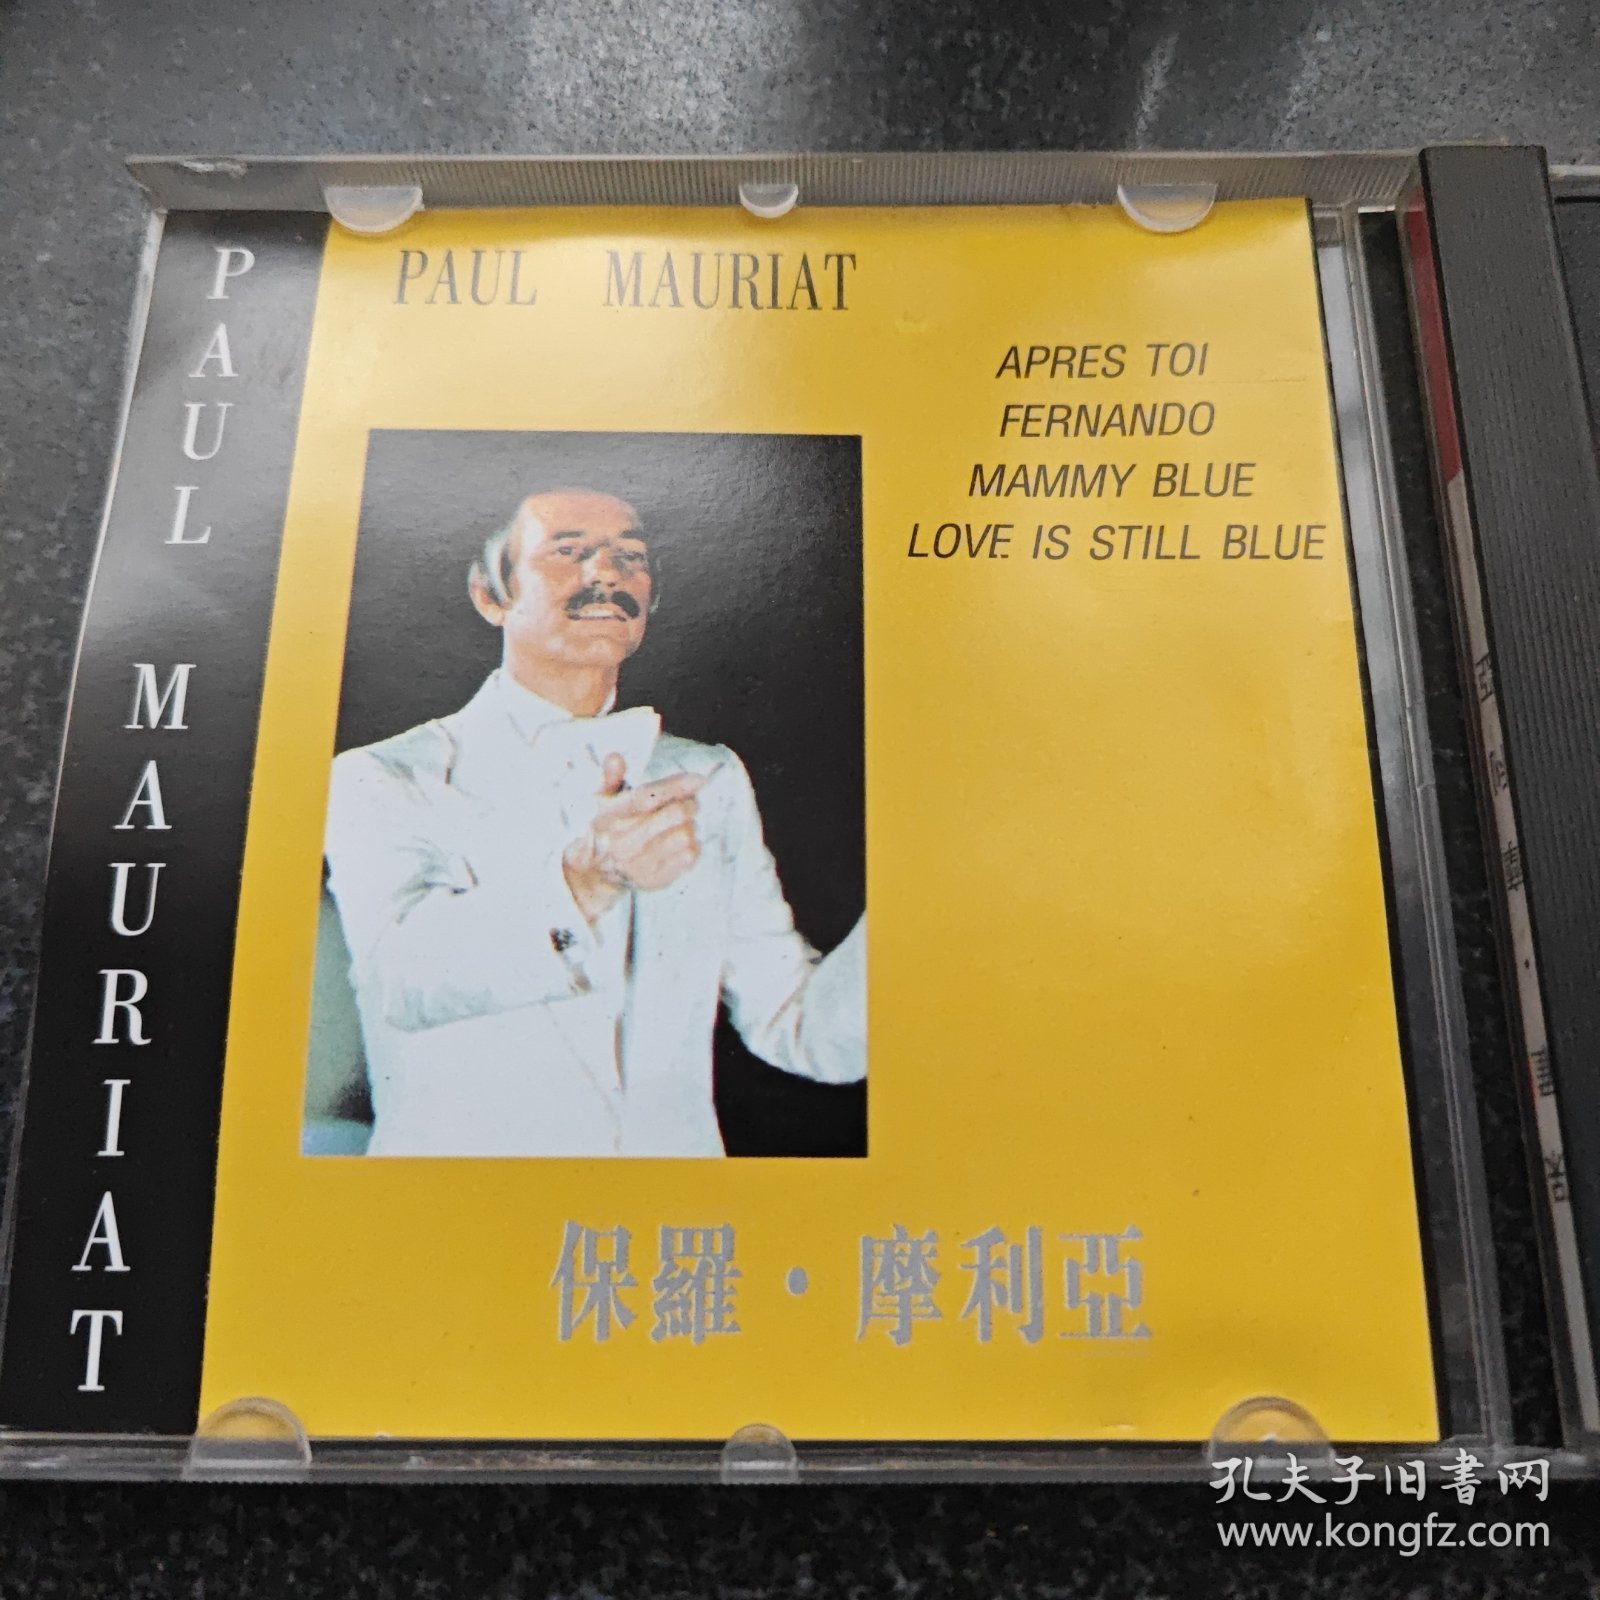 PAUL MAURIAT
PAUL MAURIAT
APRES TOI
FERNANDO
MAMMY BLUE
LOVE IS STILL BLUE
保羅・摩利亞
孔夫子旧書网
www.kongfz.com